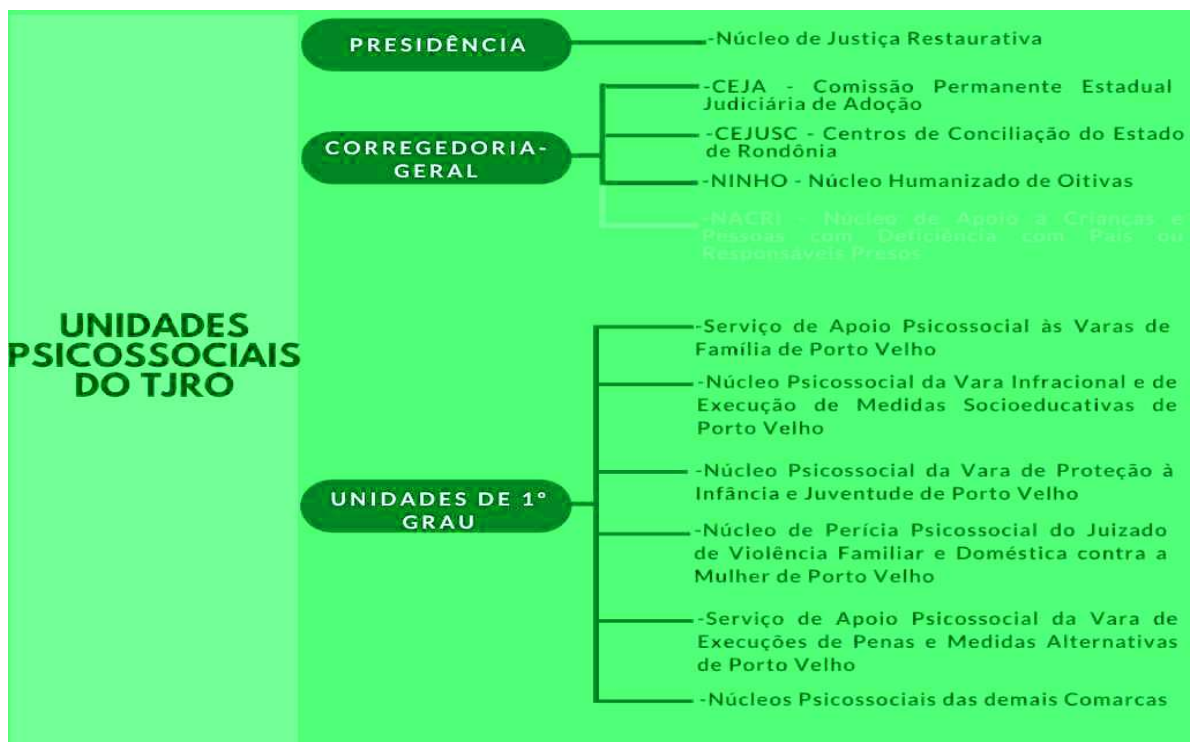 UNIDADES
PSICOSSOCIAIS
DO TJRO
PRESIDÊNCIA
-Núcleo de Justiça Restaurativa
CORREGEDORIA-
GERAL
-CEJA - Comissão Permanente Estadual
Judiciária de Adoção
-CEJUSC - Centros de Conciliação do Estado
de Rondônia
-NINHO - Núcleo Humanizado de Oitivas
-NACRI - Núcleo de Apoio a Crianças e
Pessoas com Deficiência com Pais ou
Responsáveis Presos
UNIDADES DE 1º
GRAU
-Serviço de Apoio Psicossocial às Varas de
Família de Porto Velho
-Núcleo Psicossocial da Vara Infracional e de
Execução de Medidas Socioeducativas de
Porto Velho
-Núcleo Psicossocial da Vara de Proteção à
Infância e Juventude de Porto Velho
-Núcleo de Perícia Psicossocial do Juizado
de Violência Familiar e Doméstica contra a
Mulher de Porto Velho
-Serviço de Apoio Psicossocial da Vara de
Execuções de Penas e Medidas Alternativas
de Porto Velho
-Núcleos Psicossociais das demais Comarcas